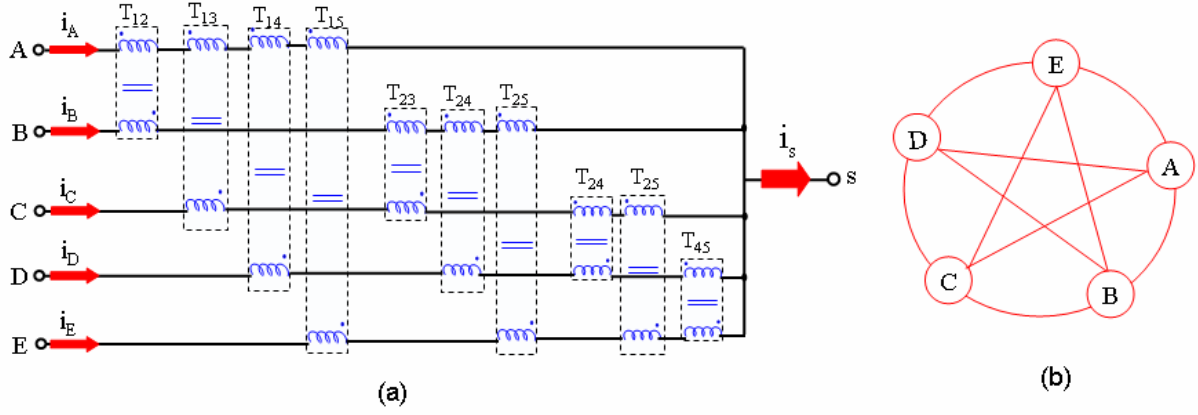 T12 T13 T14 T15
iA
A
iB
B
T23 T24 T25
iC
C
T24 T25
iD
D
T45
iE
E
is
s
(a)
E
D
A
C
B
(b)